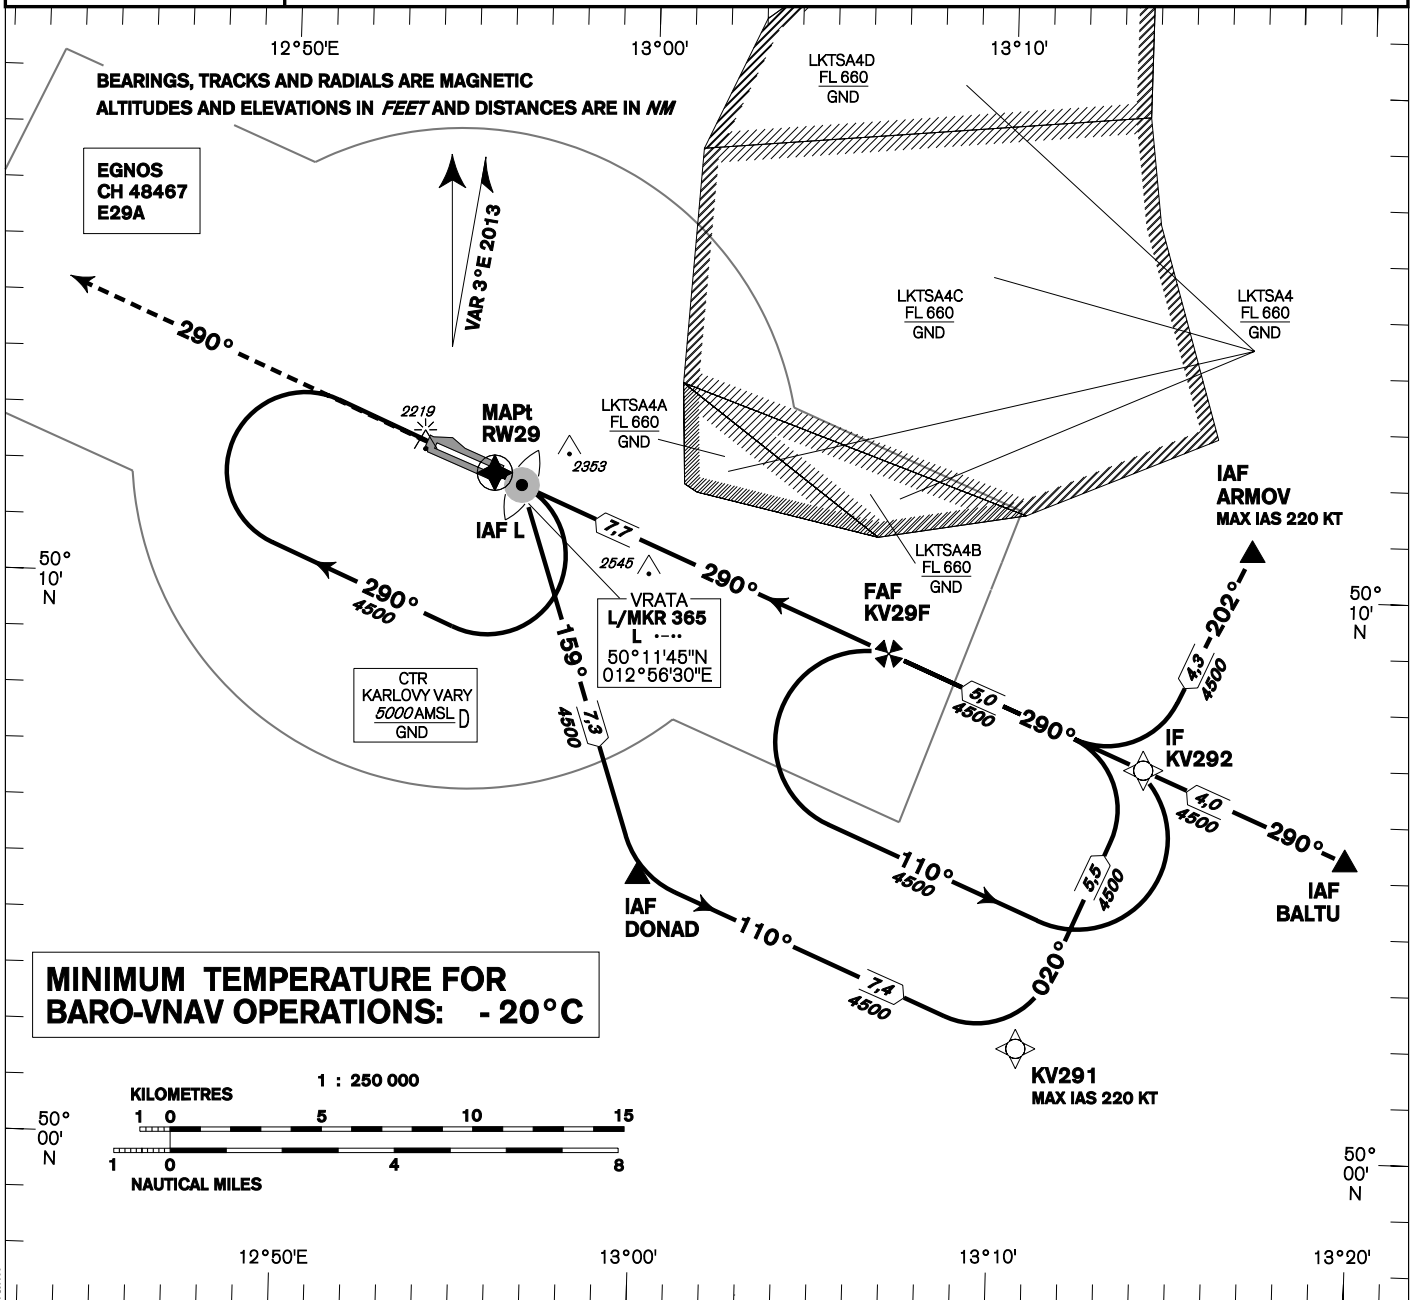 12°50'E
13°00'
13°10'
BEARINGS, TRACKS AND RADIALS ARE MAGNETIC
ALTITUDES AND ELEVATIONS IN FEET AND DISTANCES ARE IN NM
LKTSA4D
FL 660
GND
EGNOS
CH 48467
E29A
VAR 3°E 2013
LKTSA4C
FL 660
GND
LKTSA4
FL 660
GND
290°
2219
MAPt
RW29
2353
LKTSA4A
FL 660
GND
IAF L
7,7
IAF
ARMOV
MAX IAS 220 KT
2545
290°
LKTSA4B
FL 660
GND
50°
10'
N
290°
4500
VRATA
L/MKR 365
L ·–··
50°11'45"N
012°56'30"E
FAF
KV29F
202°
50°
10'
N
159°
4,3
4500
CTR
KARLOVY VARY
5000 AMSL D
GND
7,3
4500
5,0
4500
290°
IF
KV292
4,0
4500
290°
110°
4500
5,5
4500
IAF
DONAD
IAF
BALTU
110°
020°
7,4
4500
MINIMUM TEMPERATURE FOR
BARO-VNAV OPERATIONS: - 20°C
KV291
MAX IAS 220 KT
1 : 250 000
KILOMETRES
1 0 5 10 15
1 0 4 8
NAUTICAL MILES
50°
00'
N
50°
00'
N
12°50'E
13°00'
13°10'
13°20'